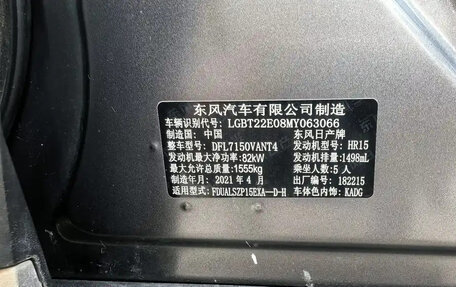 东风汽车有限公司制造
车辆识别代号: LGBT22E08MY063066
制造国: 中国 东风日产牌
整车型号: DFL7150VANT4 发动机型号: HR15
发动机最大净功率: 82kW 发动机排量: 1498mL
最大允许总质量: 1555kg 乘坐人数: 5 人
制造年月: 2021 年 4 月 出厂编号: 182215
适用型式: FDUALSZP15EXA—D-H 车体色内饰: KADG